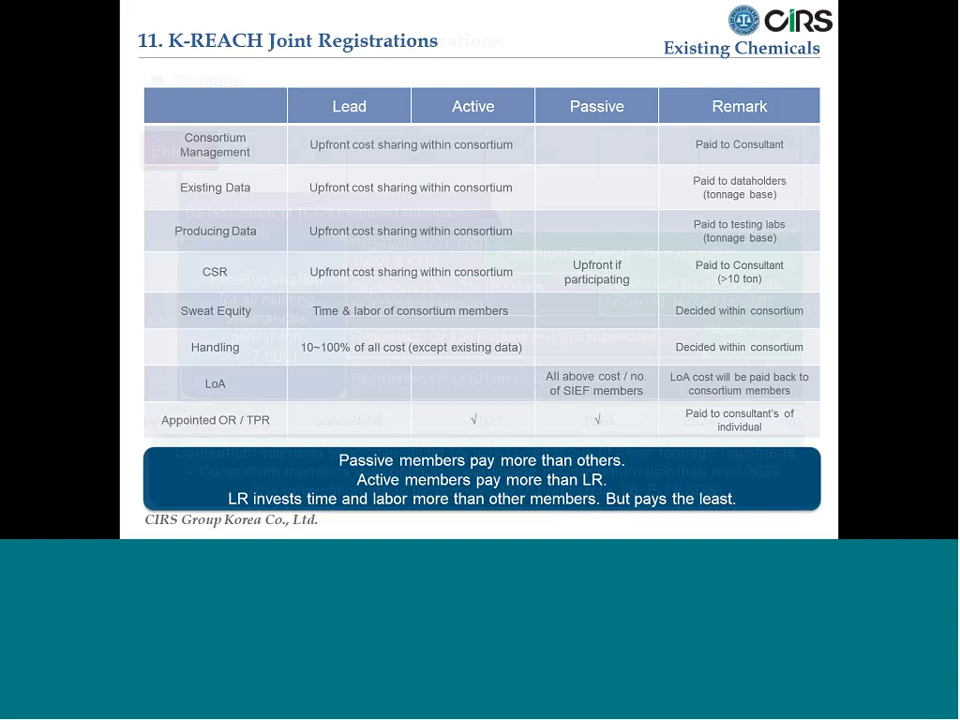 CIRS
11. K-REACH Joint Registrations
Existing Chemicals
Lead Active Passive Remark
Consortium
Management
Upfront cost sharing within consortium
Paid to Consultant
Existing Data
Upfront cost sharing within consortium
Paid to dataholders
(tonnage base)
Producing Data
Upfront cost sharing within consortium
Paid to testing labs
(tonnage base)
CSR
Upfront cost sharing within consortium
Upfront if
participating
Paid to Consultant
(>10 ton)
Sweat Equity
Time & labor of consortium members
Decided within consortium
Handling
10~100% of all cost (except existing data)
Decided within consortium
LoA
All above cost / no.
of SIEF members
LoA cost will be paid back to
consortium members
Appointed OR / TPR
√ √
Paid to consultant's of
individual
Passive members pay more than others.
Active members pay more than LR.
LR invests time and labor more than other members. But pays the least.
CIRS Group Korea Co., Ltd.